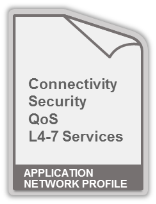 Connectivity
Security
QoS
L4-7 Services
APPLICATION
NETWORK PROFILE